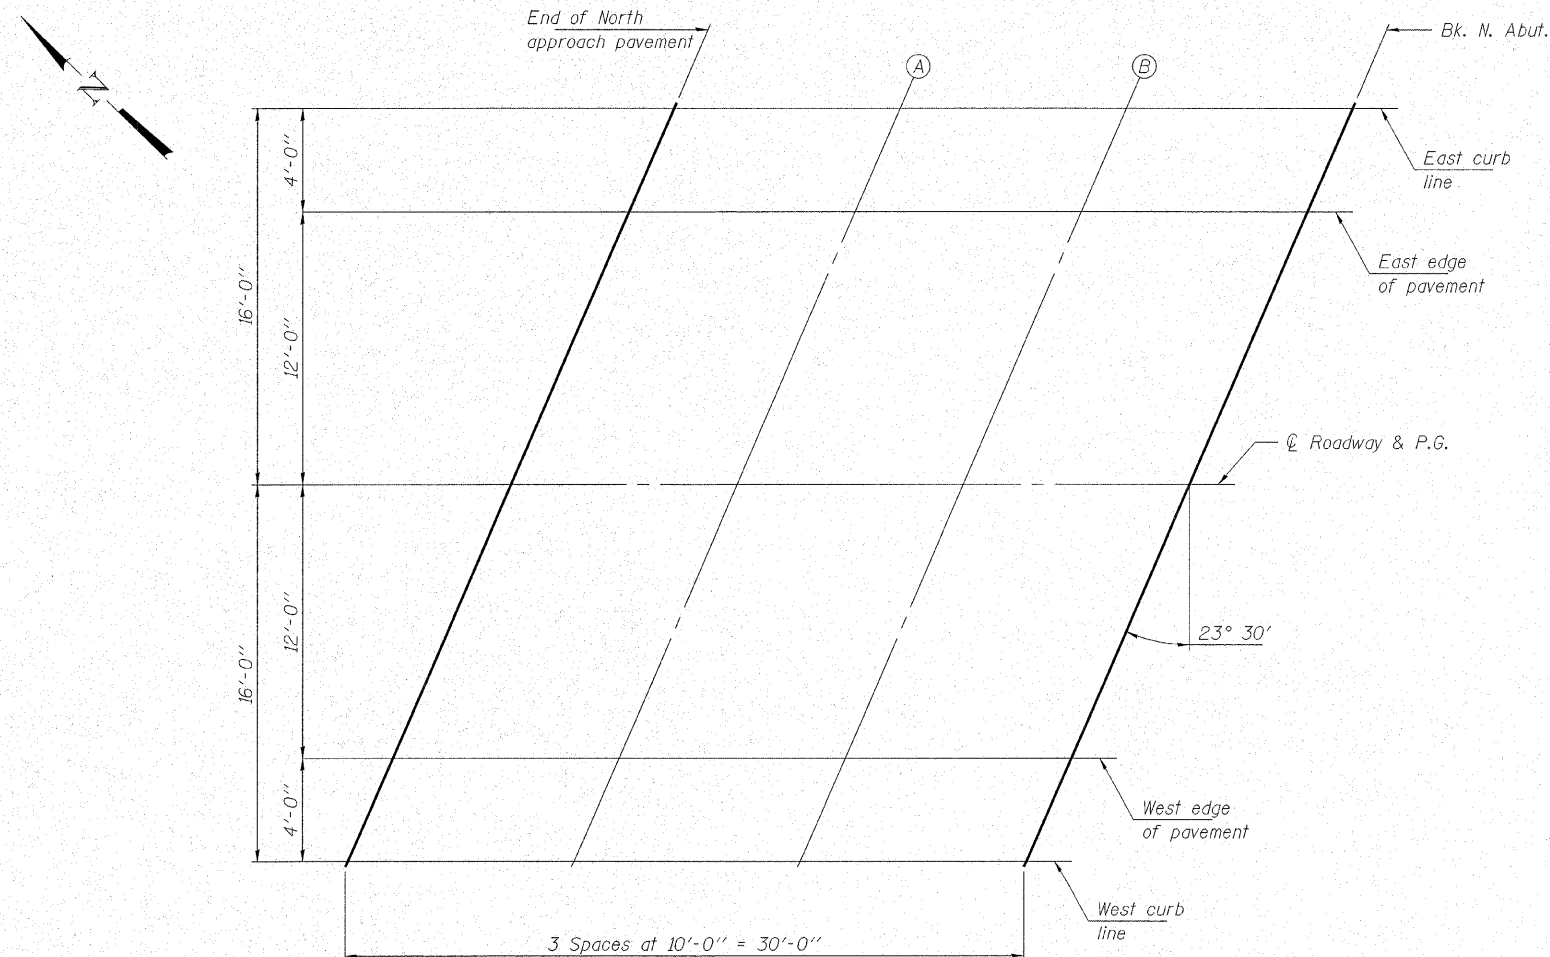 End of North
approach pavement
Bk. N. Abut.
N
A
B
East curb
line
4'-0"
16'-0"
12'-0"
East edge
of pavement
℄ Roadway & P.G.
12'-0"
16'-0"
23° 30'
4'-0"
West edge
of pavement
West curb
line
3 Spaces at 10'-0" = 30'-0"